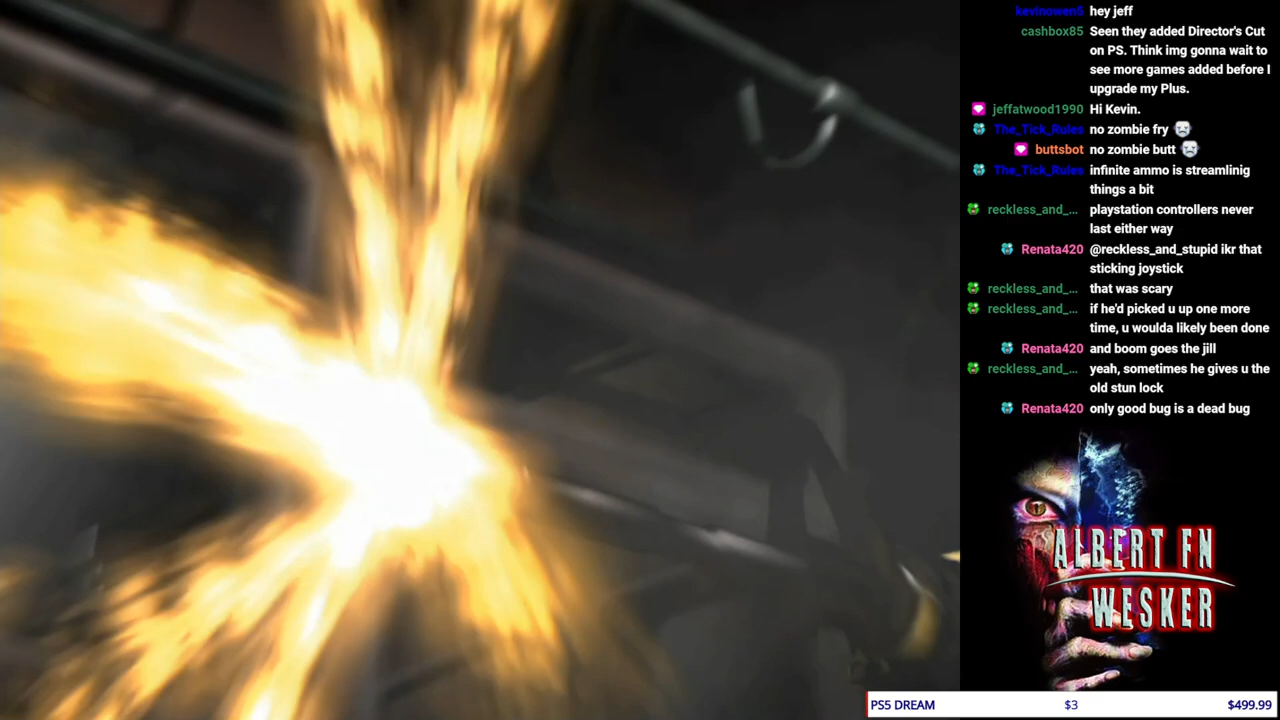 kevinowen5 hey jeff
cashbox85 Seen they added Director's Cut
on PS. Think img gonna wait to
see more games added before I
upgrade my Plus.
jeffatwood1990 Hi Kevin.
The_Tick_Rules no zombie fry
buttsbot no zombie butt
The_Tick_Rules infinite ammo is streamlinig
things a bit
reckless_and_... playstation controllers never
last either way
Renata420 @reckless_and_stupid ikr that
sticking joystick
reckless_and_... that was scary
reckless_and_... if he'd picked u up one more
time, u woulda likely been done
Renata420 and boom goes the jill
reckless_and_... yeah, sometimes he gives u the
old stun lock
Renata420 only good bug is a dead bug
ALBERT FN
WESKER
PS5 DREAM $3 $499.99